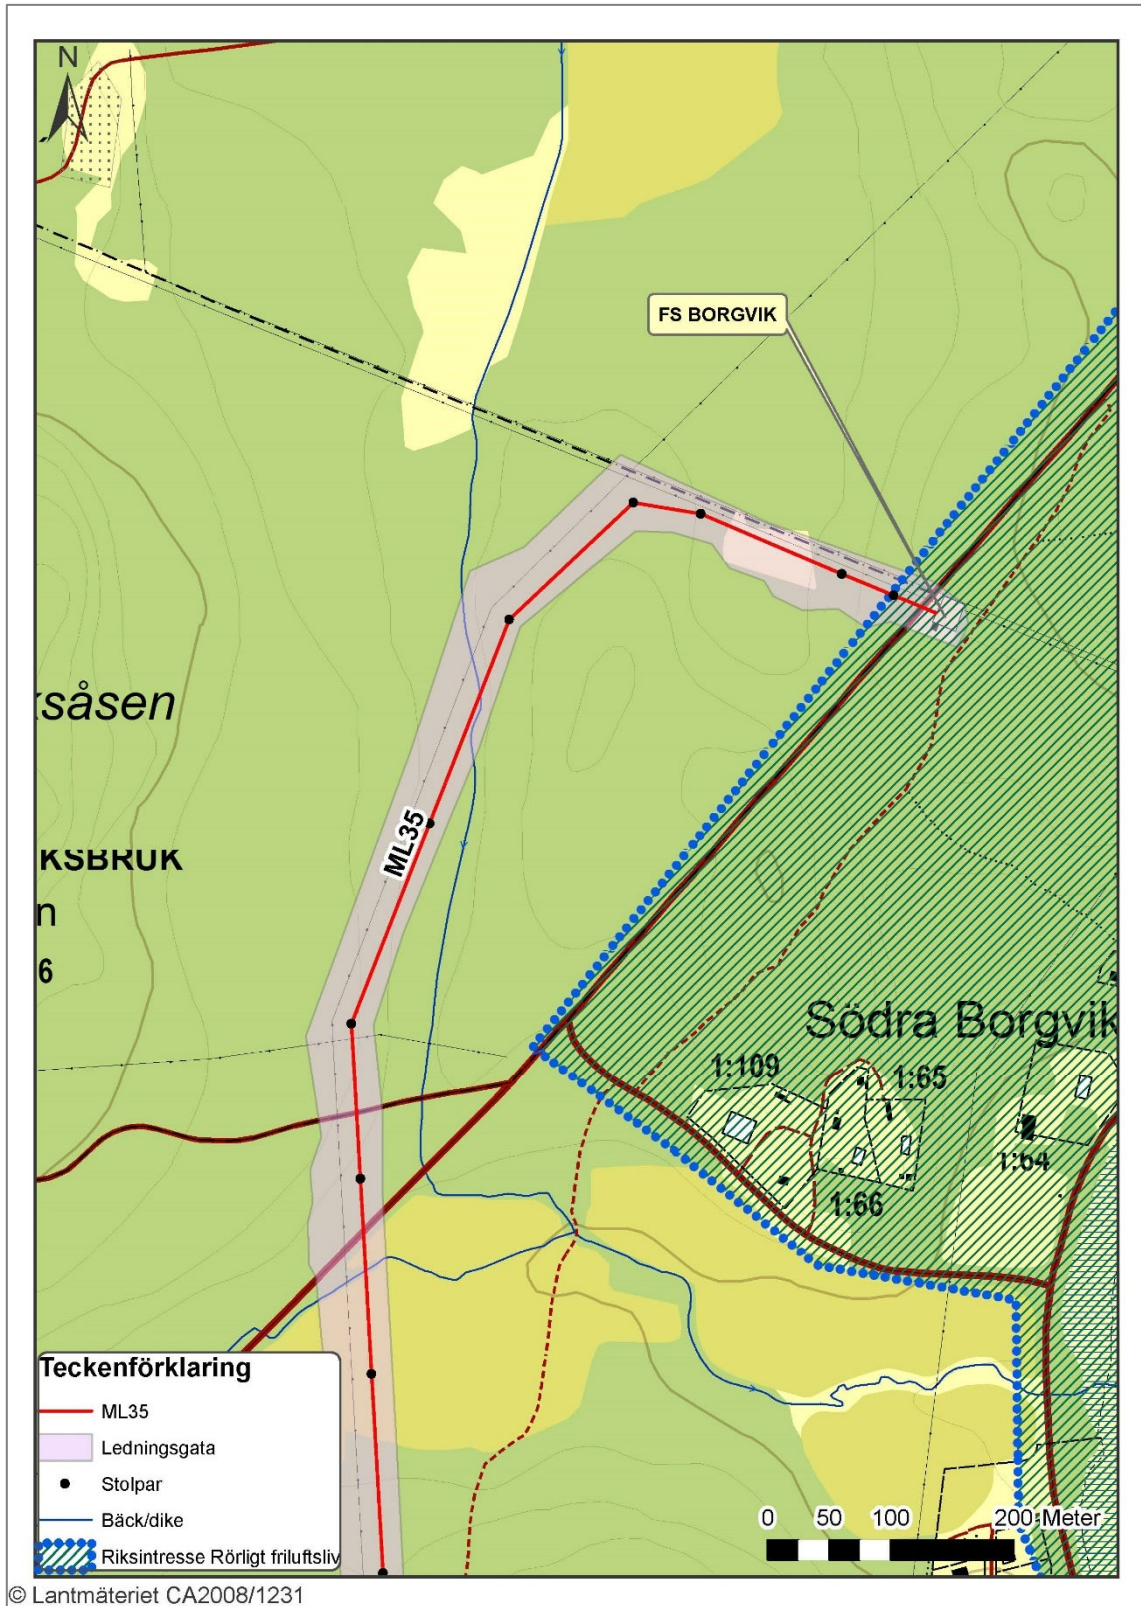 N
FS BORGVIK
ksåsen
ML35
KSBRUK
n
6
Södra Borgvik
1:109
1:65
1:64
1:66
Teckenförklaring
ML35
Ledningsgata
Stolpar
Bäck/dike
Riksintresse Rörligt friluftsliv
0 50 100 200 Meter
© Lantmäteriet CA2008/1231